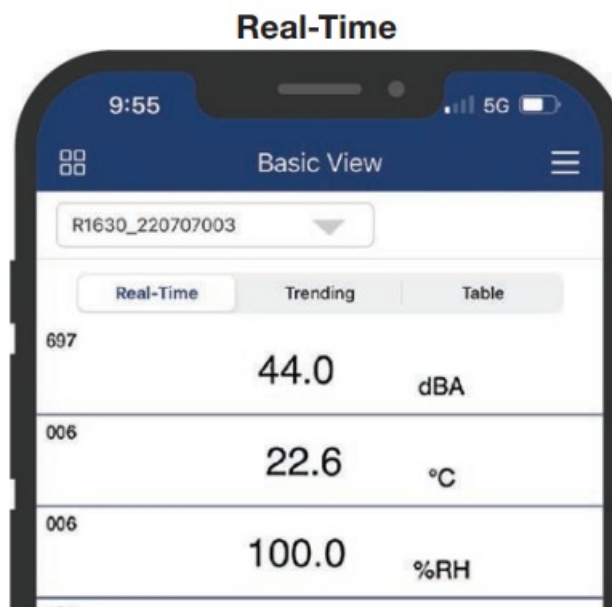 Real-Time
9:55 5G
Basic View
R1630_220707003
Real-Time Trending Table
697
44.0 dBA
006
22.6 °C
006
100.0 %RH